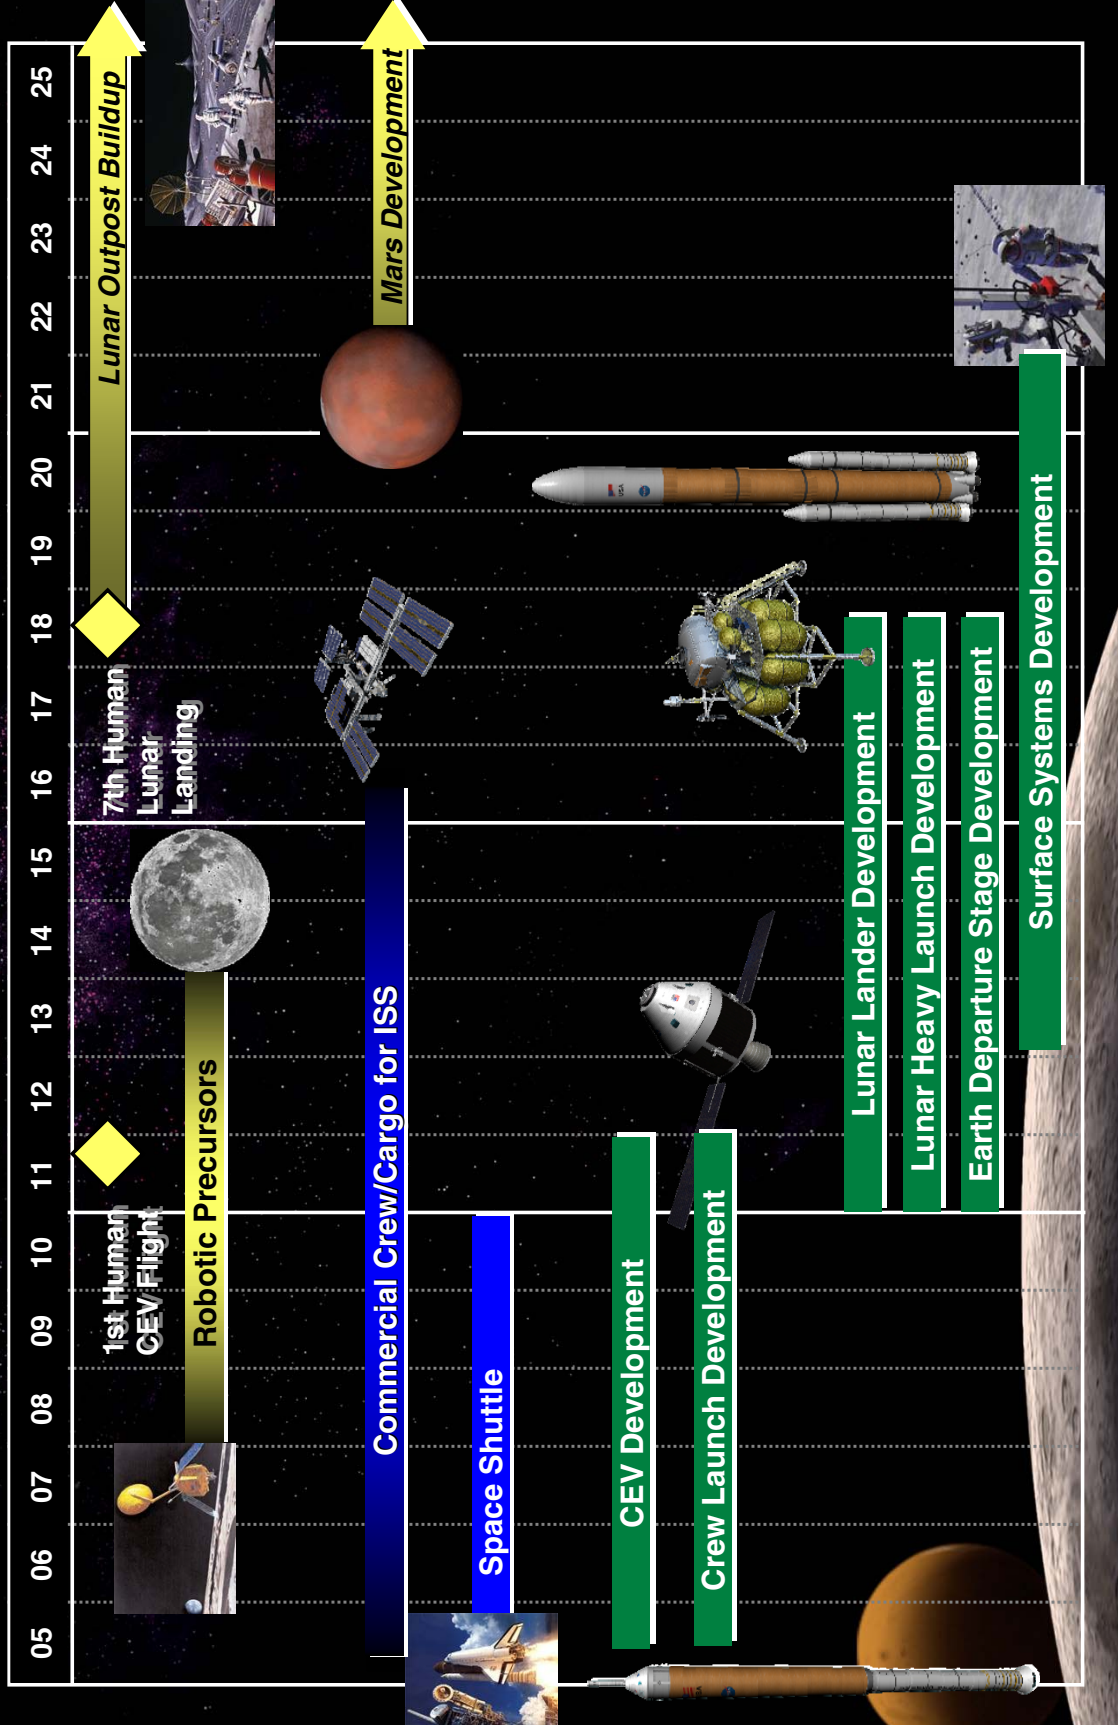 05 06 07 08 09 10 11 12 13 14 15 16 17 18 19 20 21 22 23 24 25
1st Human
CEV Flight
7th Human
Lunar
Landing
Lunar Outpost Buildup
Robotic Precursors
Mars Development
Commercial Crew/Cargo for ISS
Space Shuttle
CEV Development
Crew Launch Development
Lunar Lander Development
Lunar Heavy Launch Development
Earth Departure Stage Development
Surface Systems Development
USA